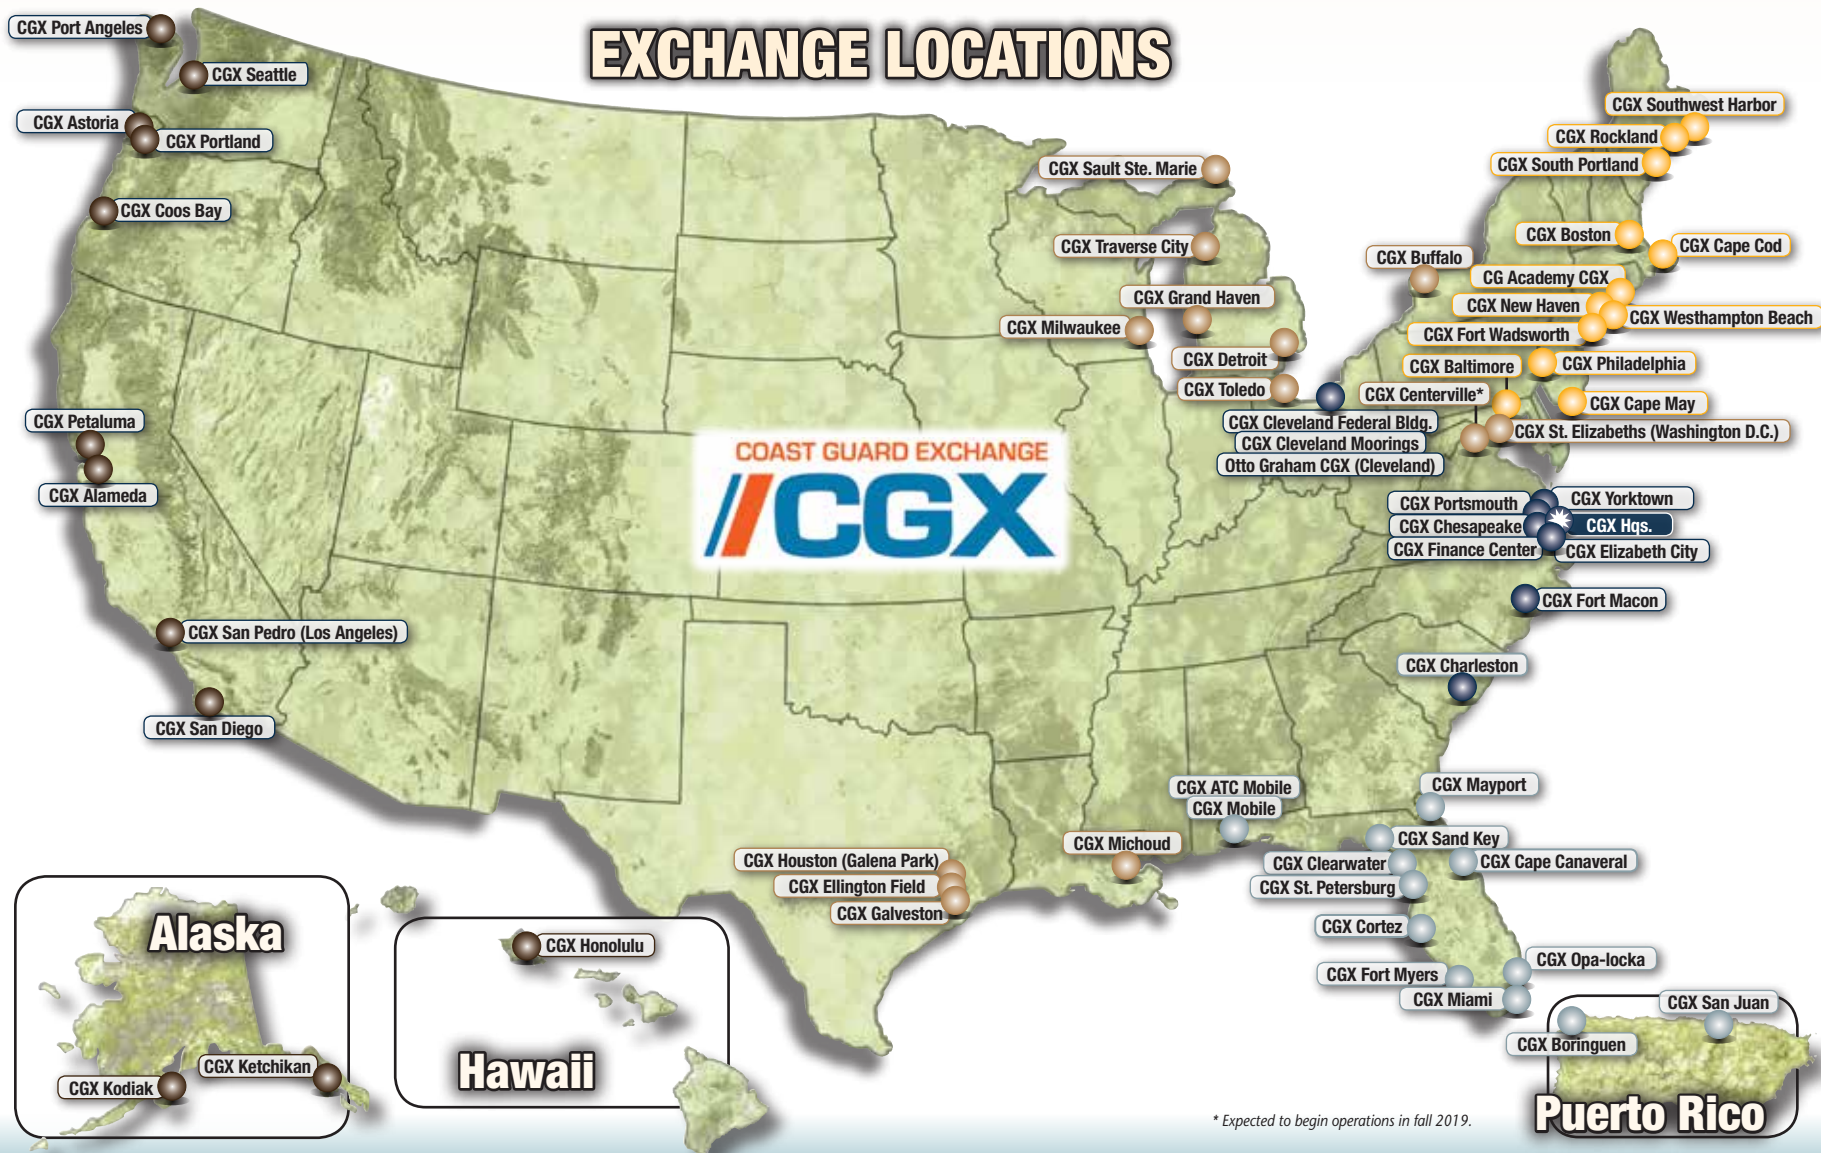 EXCHANGE LOCATIONS
CGX Port Angeles
CGX Seattle
CGX Astoria
CGX Portland
CGX Coos Bay
CGX Petaluma
CGX Alameda
CGX San Pedro (Los Angeles)
CGX San Diego
COAST GUARD EXCHANGE
CGX
CGX Sault Ste. Marie
CGX Traverse City
CGX Grand Haven
CGX Milwaukee
CGX Detroit
CGX Toledo
CGX Southwest Harbor
CGX Rockland
CGX South Portland
CGX Boston
CGX Cape Cod
CGX Buffalo
CG Academy CGX
CGX New Haven
CGX Westhampton Beach
CGX Fort Wadsworth
CGX Baltimore
CGX Philadelphia
CGX Centerville*
CGX Cape May
CGX Cleveland Federal Bldg.
CGX Cleveland Moorings
Otto Graham CGX (Cleveland)
CGX St. Elizabeths (Washington D.C.)
CGX Portsmouth
CGX Yorktown
CGX Chesapeake
CGX Hqs.
CGX Finance Center
CGX Elizabeth City
CGX Fort Macon
CGX Charleston
CGX ATC Mobile
CGX Mobile
CGX Mayport
CGX Michoud
CGX Sand Key
CGX Houston (Galena Park)
CGX Ellington Field
CGX Galveston
CGX Clearwater
CGX Cape Canaveral
CGX St. Petersburg
CGX Cortez
CGX Opa-locka
CGX Fort Myers
CGX Miami
Alaska
CGX Kodiak
CGX Ketchikan
CGX Honolulu
Hawaii
CGX San Juan
CGX Boringuen
Puerto Rico
* Expected to begin operations in fall 2019.